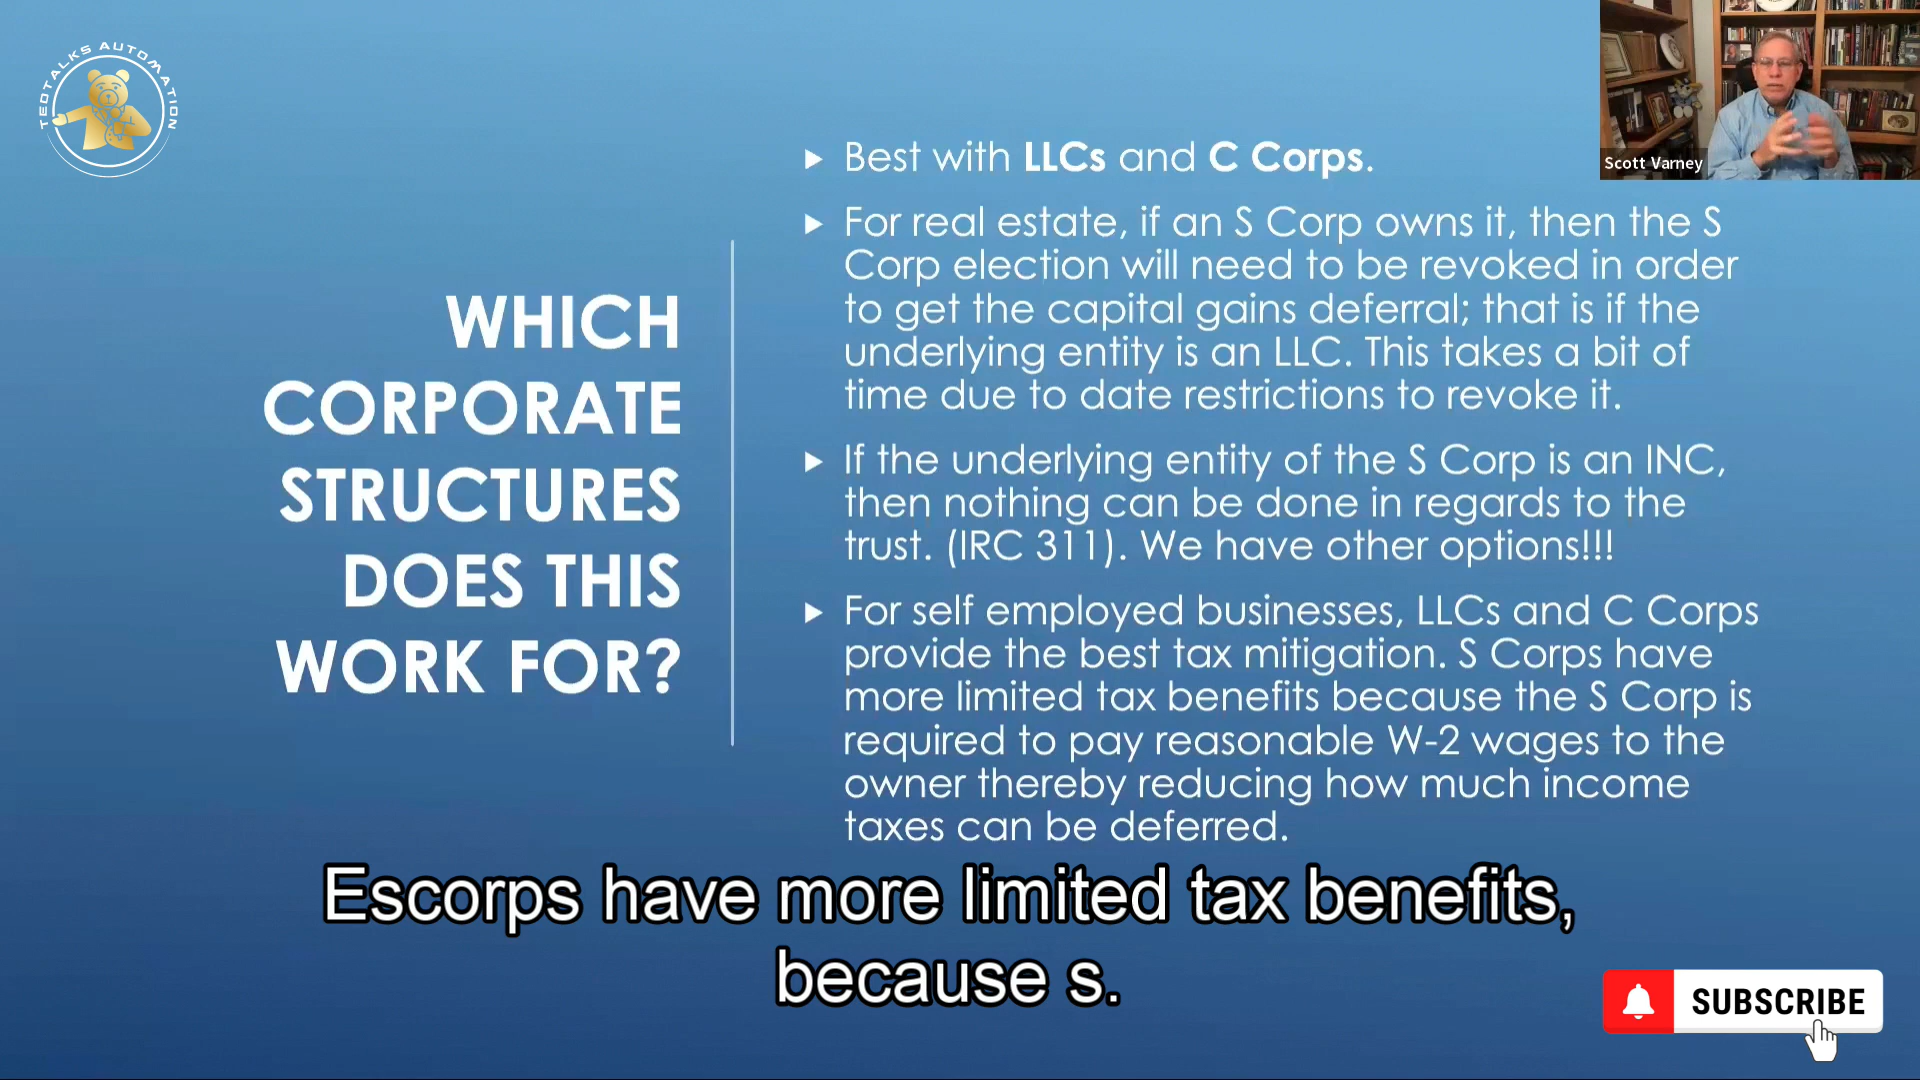 TEDTALKS AUTOMATION
Scott Varney
WHICH
CORPORATE
STRUCTURES
DOES THIS
WORK FOR?
Best with LLCs and C Corps.
For real estate, if an S Corp owns it, then the S
Corp election will need to be revoked in order
to get the capital gains deferral; that is if the
underlying entity is an LLC. This takes a bit of
time due to date restrictions to revoke it.
If the underlying entity of the S Corp is an INC,
then nothing can be done in regards to the
trust. (IRC 311). We have other options!!!
For self employed businesses, LLCs and C Corps
provide the best tax mitigation. S Corps have
more limited tax benefits because the S Corp is
required to pay reasonable W-2 wages to the
owner thereby reducing how much income
taxes can be deferred.
Escorps have more limited tax benefits,
because s.
SUBSCRIBE